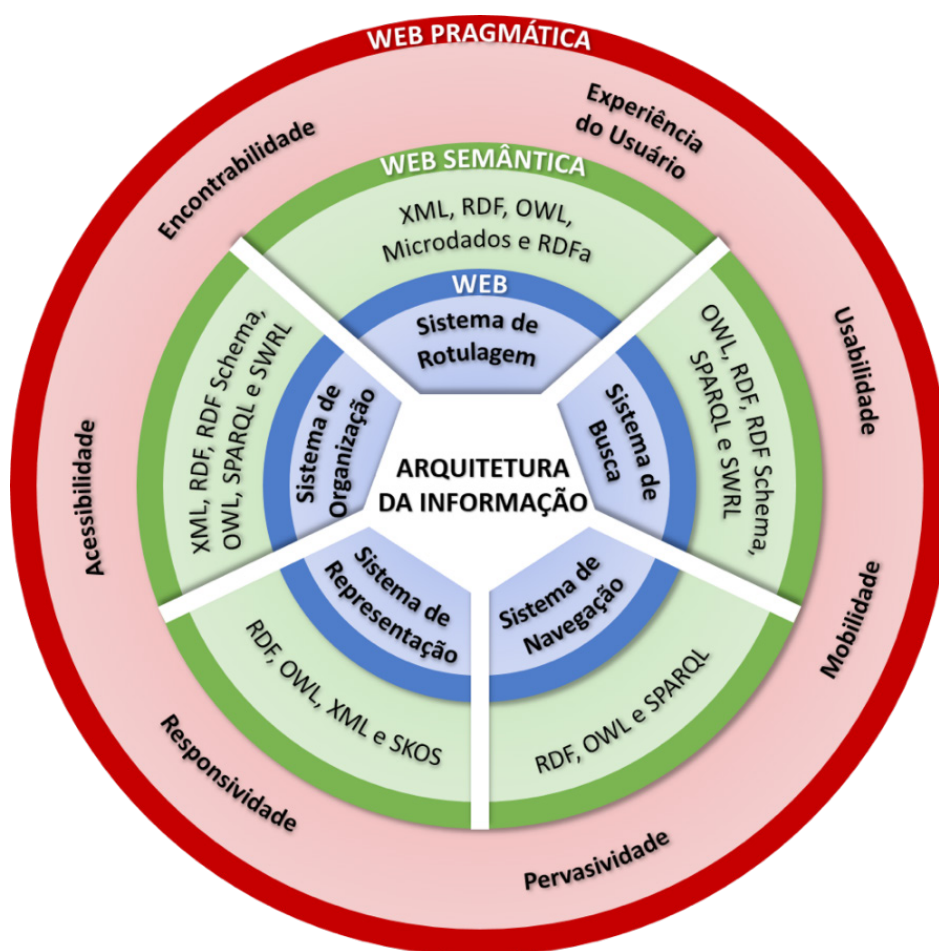 WEB PRAGMÁTICA
Encontrabilidade
Experiência
do Usuário
WEB SEMÂNTICA
XML, RDF, OWL,
Microdados e RDFa
WEB
Sistema de
Rotulagem
XML, RDF, RDF Schema,
OWL, SPARQL e SWRL
Sistema de
Organização
Sistema de
Busca
OWL, RDF, RDF Schema,
SPARQL e SWRL
Usabilidade
Acessibilidade
ARQUITETURA
DA INFORMAÇÃO
Sistema de
Representação
Sistema de
Navegação
Mobilidade
RDF, OWL, XML e SKOS
RDF, OWL e SPARQL
Responsividade
Pervasividade